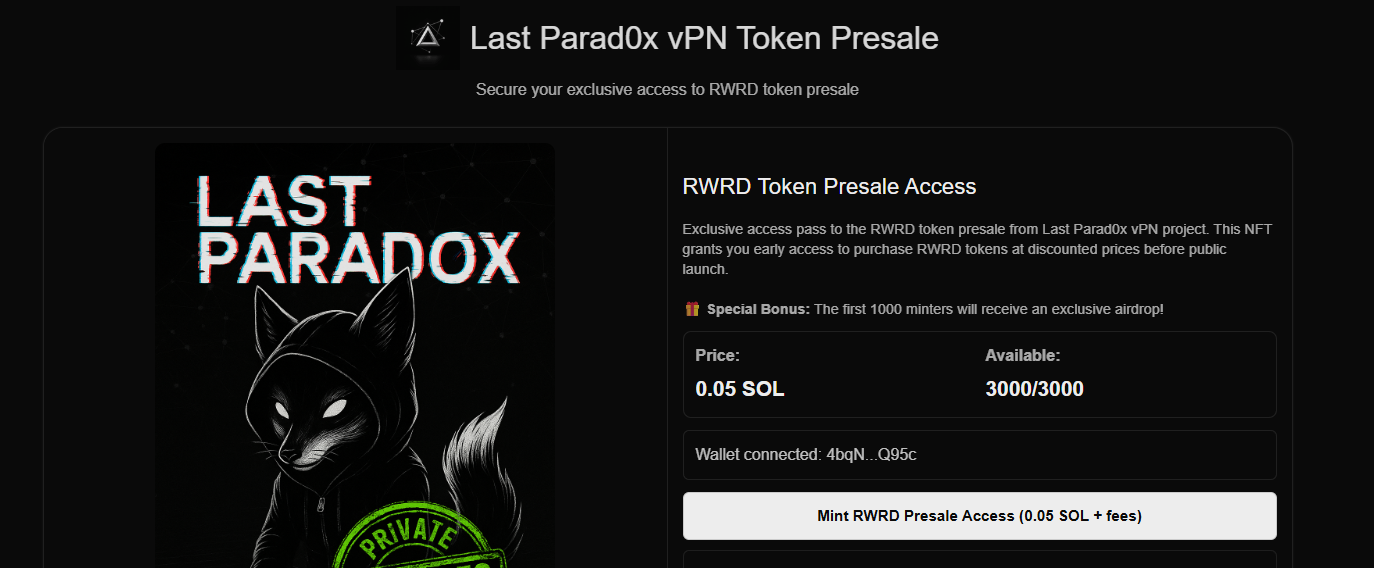 Last Parad0x vPN Token Presale
Secure your exclusive access to RWRD token presale
LAST
PARADOX
PRiVATE
RWRD Token Presale Access
Exclusive access pass to the RWRD token presale from Last Parad0x vPN project. This NFT
grants you early access to purchase RWRD tokens at discounted prices before public
launch.
🎁 Special Bonus: The first 1000 minters will receive an exclusive airdrop!
Price:
0.05 SOL
Available:
3000/3000
Wallet connected: 4bqN...Q95c
Mint RWRD Presale Access (0.05 SOL + fees)